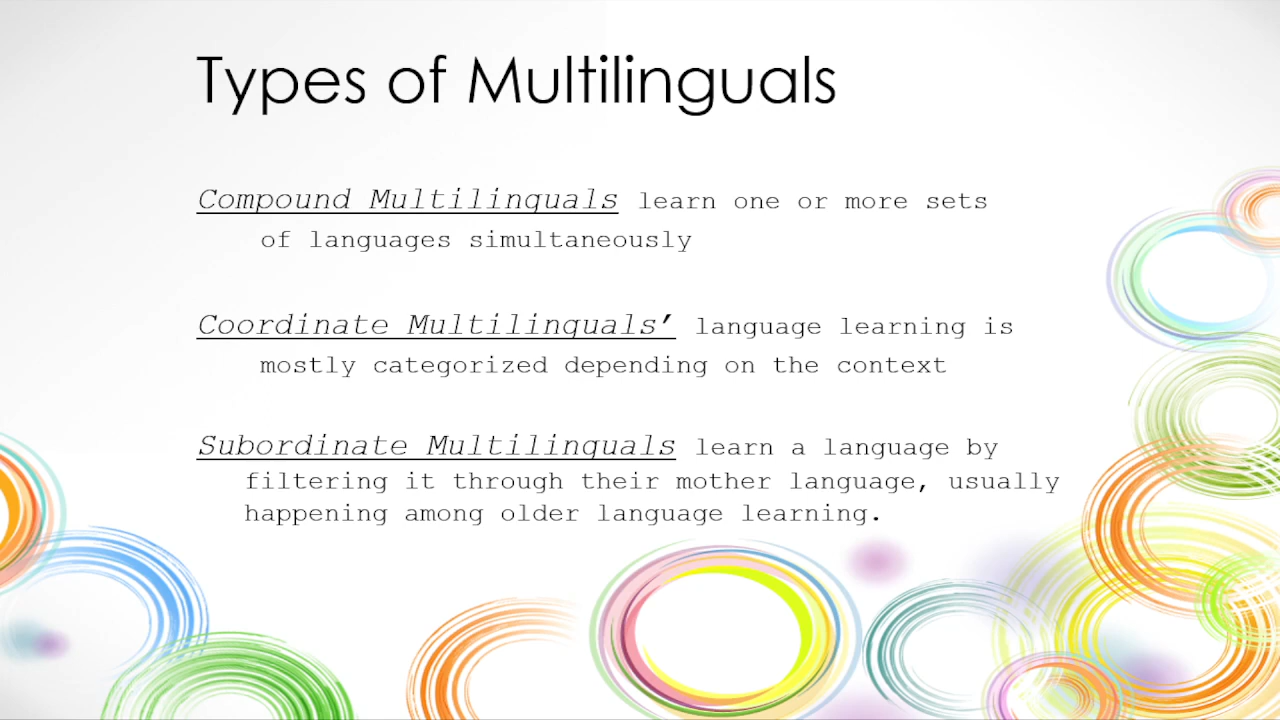 Types of Multilinguals
Compound Multilinguals learn one or more sets
of languages simultaneously
Coordinate Multilinguals’ language learning is
mostly categorized depending on the context
Subordinate Multilinguals learn a language by
filtering it through their mother language, usually
happening among older language learning.